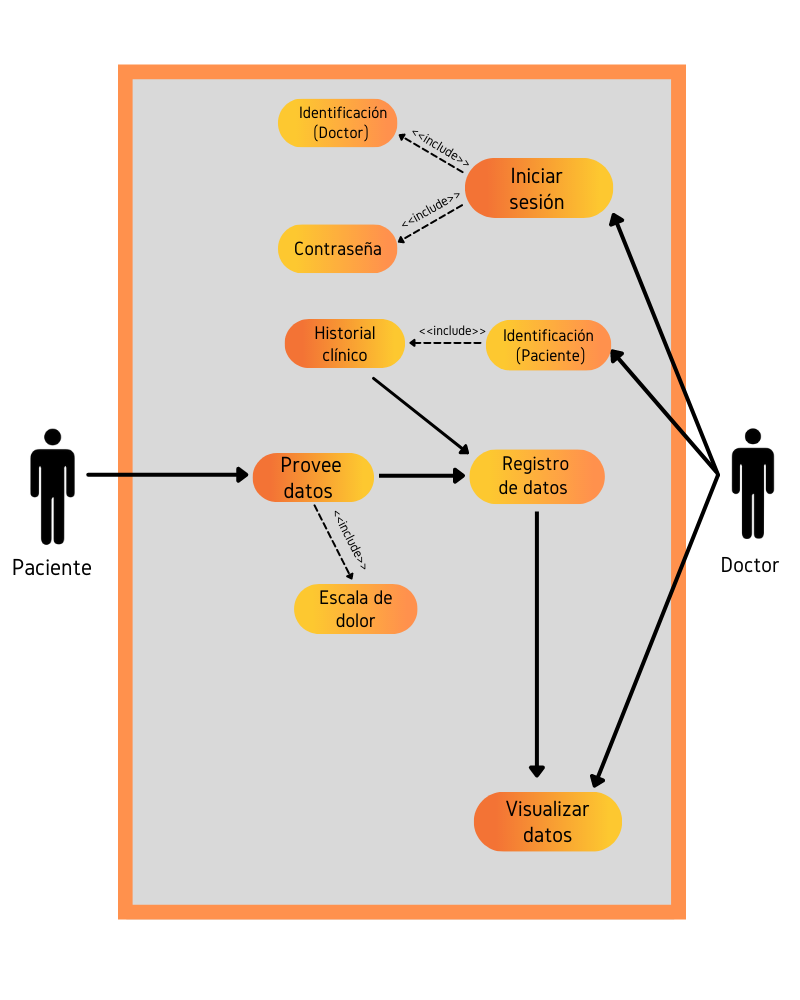 Identificación
(Doctor)
<<include>>
Iniciar
sesión
<<include>>
Contraseña
Historial
clínico
<<include>>
Identificación
(Paciente)
Provee
datos
Registro
de datos
<<include>>
Paciente
Doctor
Escala de
dolor
Visualizar
datos